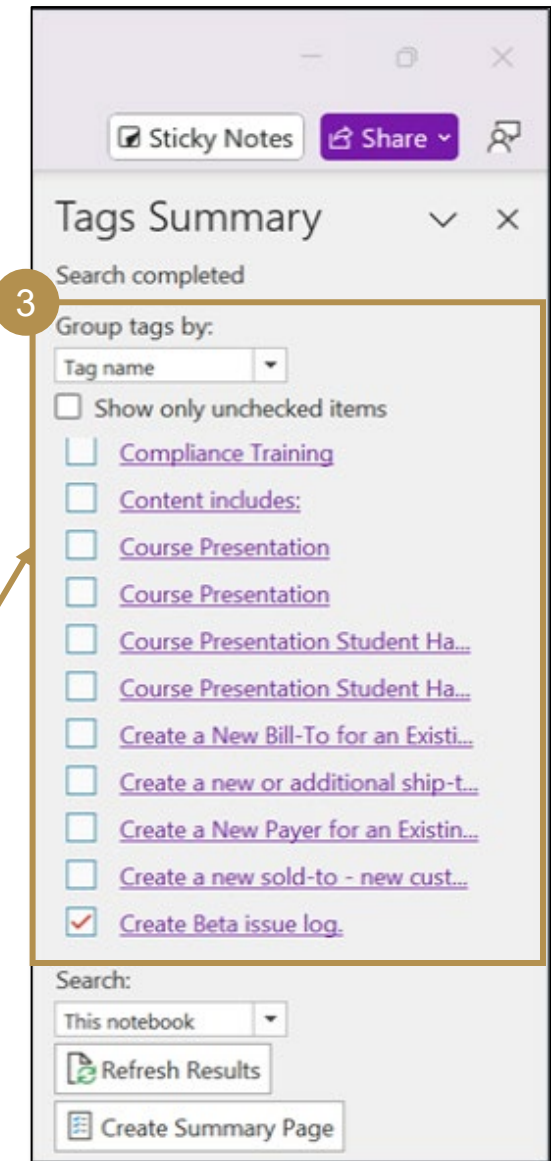 Sticky Notes Share
Tags Summary
Search completed
3
Group tags by:
Tag name
Show only unchecked items
Compliance Training
Content includes:
Course Presentation
Course Presentation
Course Presentation Student Ha...
Course Presentation Student Ha...
Create a New Bill-To for an Existi...
Create a new or additional ship-t...
Create a New Payer for an Existin...
Create a new sold-to - new cust...
Create Beta issue log.
Search:
This notebook
Refresh Results
Create Summary Page